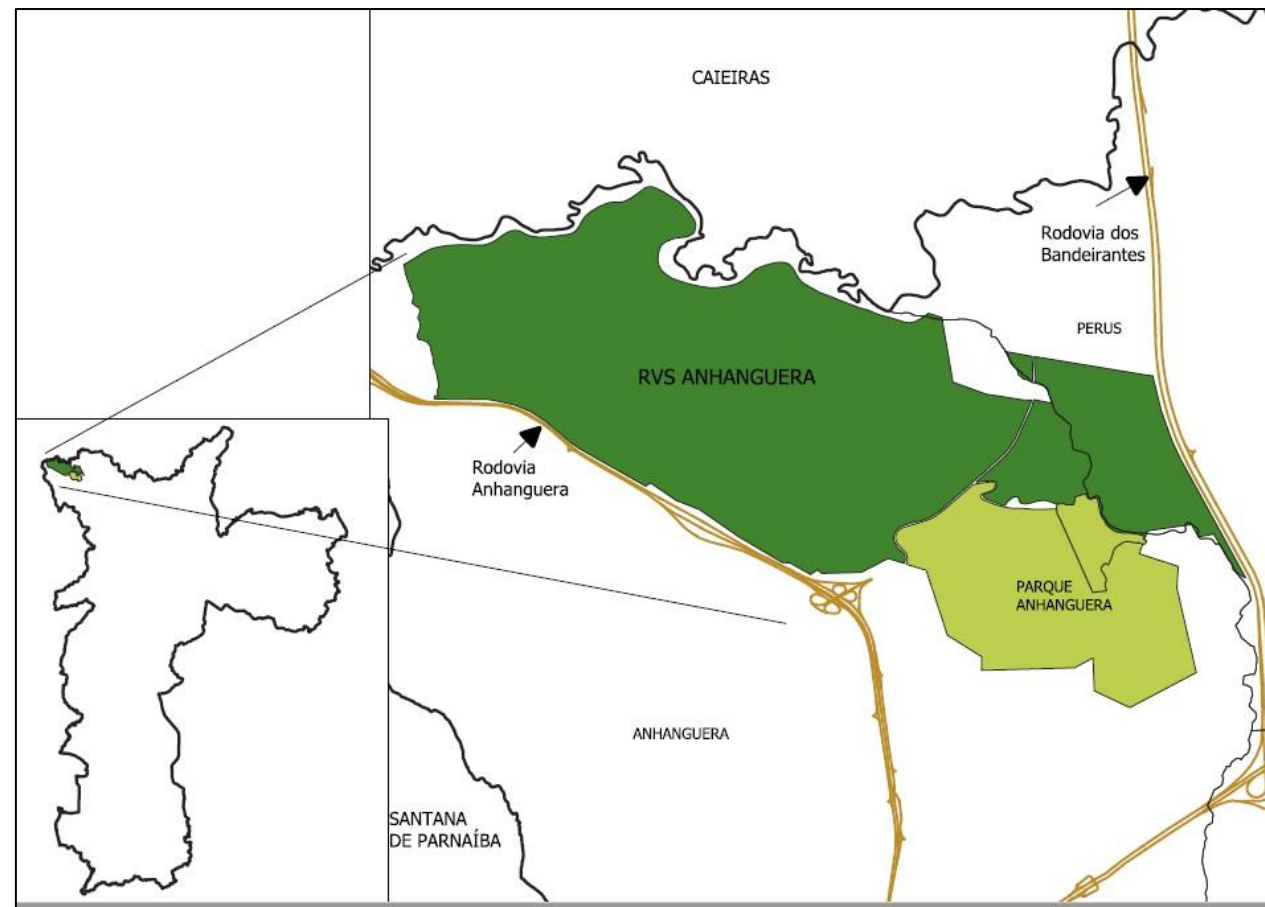 CAIEIRAS
Rodovia dos
Bandeirantes
PERUS
RVS ANHANGUERA
Rodovia
Anhanguera
PARQUE
ANHANGUERA
ANHANGUERA
SANTANA
DE PARNAÍBA